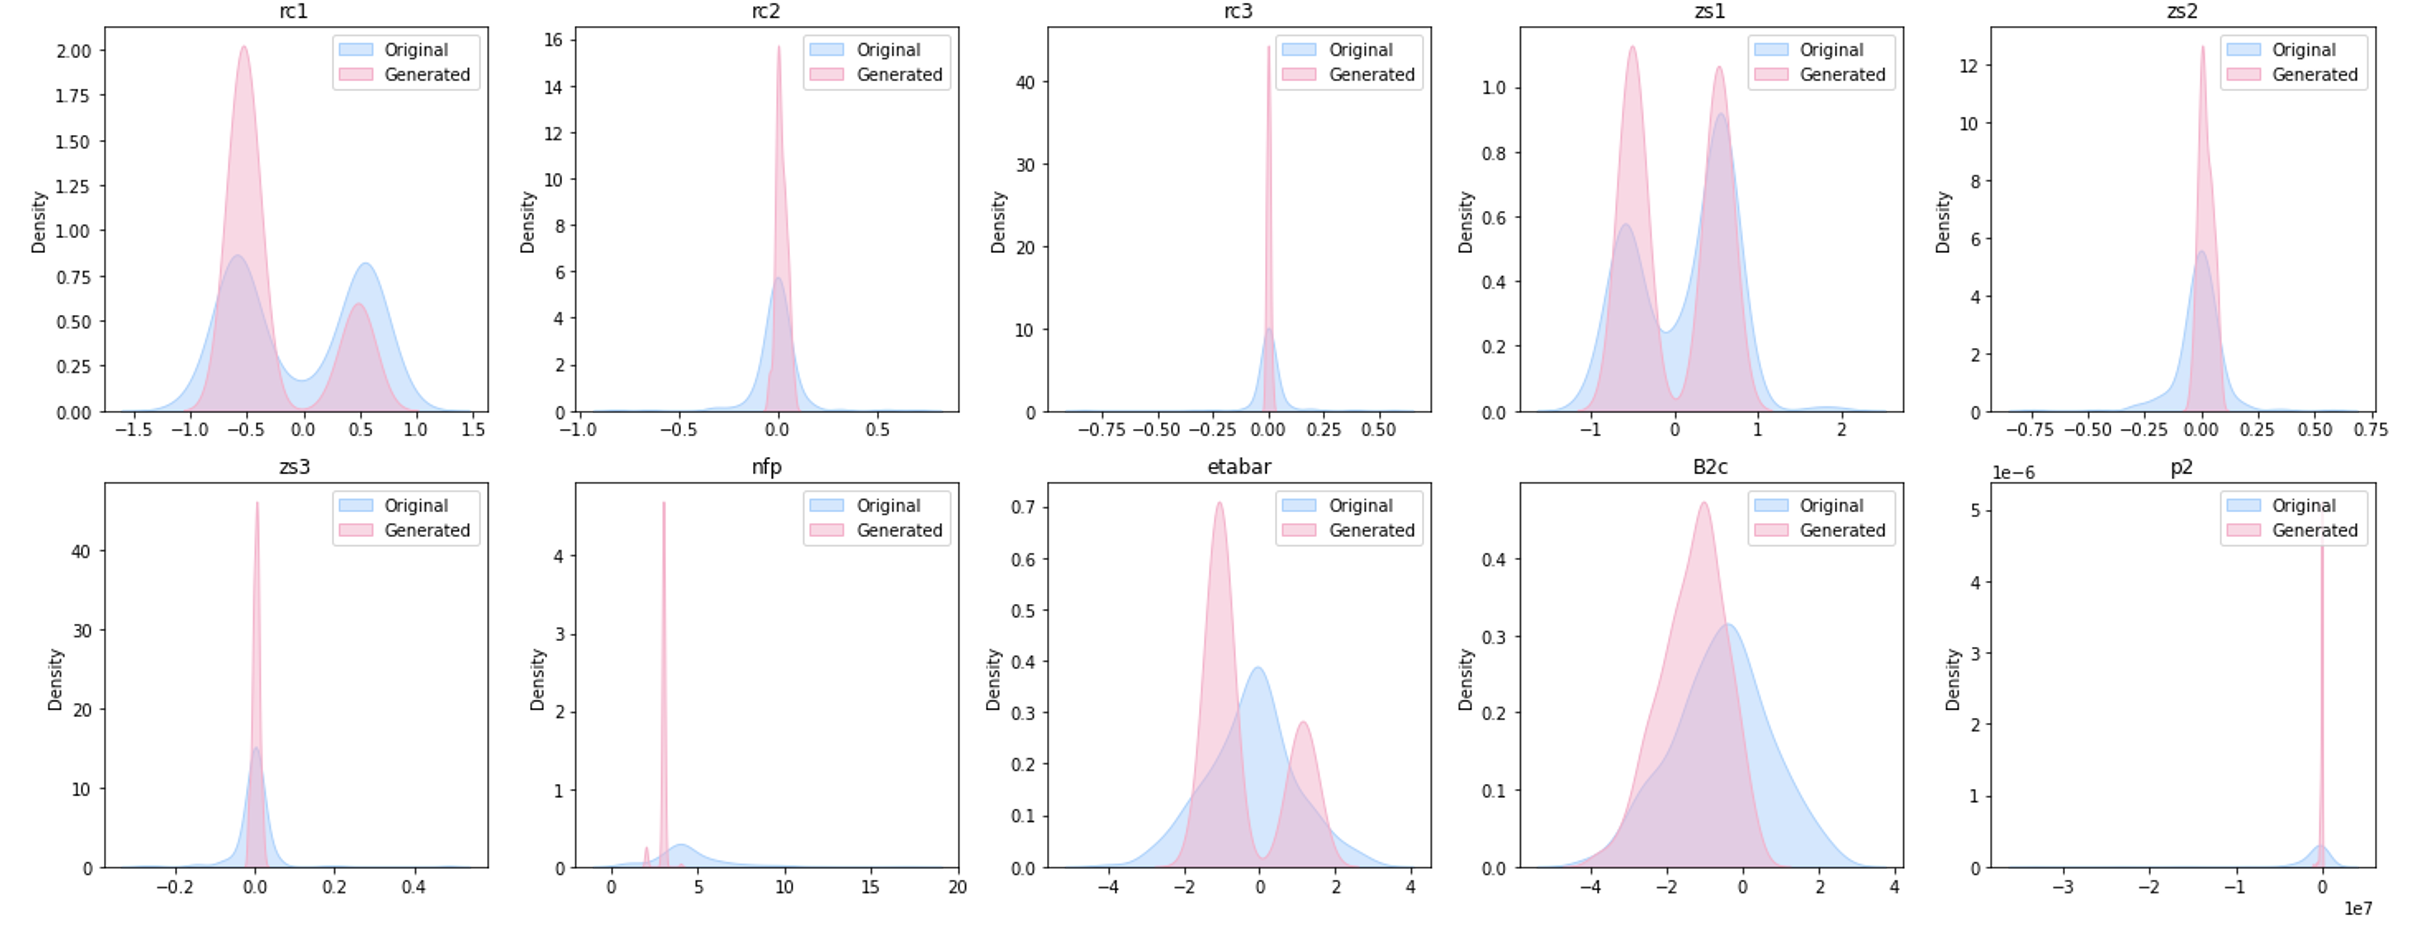 rc1
rc2
rc3
zs1
zs2
Original
Generated
Original
Generated
Original
Generated
Original
Generated
Original
Generated
Density
2.00
1.75
1.50
1.25
1.00
0.75
0.50
0.25
0.00
−1.5 −1.0 −0.5 0.0 0.5 1.0 1.5
Density
16
14
12
10
8
6
4
2
0
−1.0 −0.5 0.0 0.5
Density
40
30
20
10
0
−0.75 −0.50 −0.25 0.00 0.25 0.50
Density
1.0
0.8
0.6
0.4
0.2
0.0
−1 0 1 2
Density
12
10
8
6
4
2
0
−0.75 −0.50 −0.25 0.00 0.25 0.50 0.75
zs3
nfp
etabar
B2c
1e−6
p2
Original
Generated
Original
Generated
Original
Generated
Original
Generated
Original
Generated
Density
40
30
20
10
0
−0.2 0.0 0.2 0.4
Density
4
3
2
1
0
0 5 10 15 20
Density
0.7
0.6
0.5
0.4
0.3
0.2
0.1
0.0
−4 −2 0 2 4
Density
0.4
0.3
0.2
0.1
0.0
−4 −2 0 2 4
Density
5
4
3
2
1
0
−3 −2 −1 0
1e7